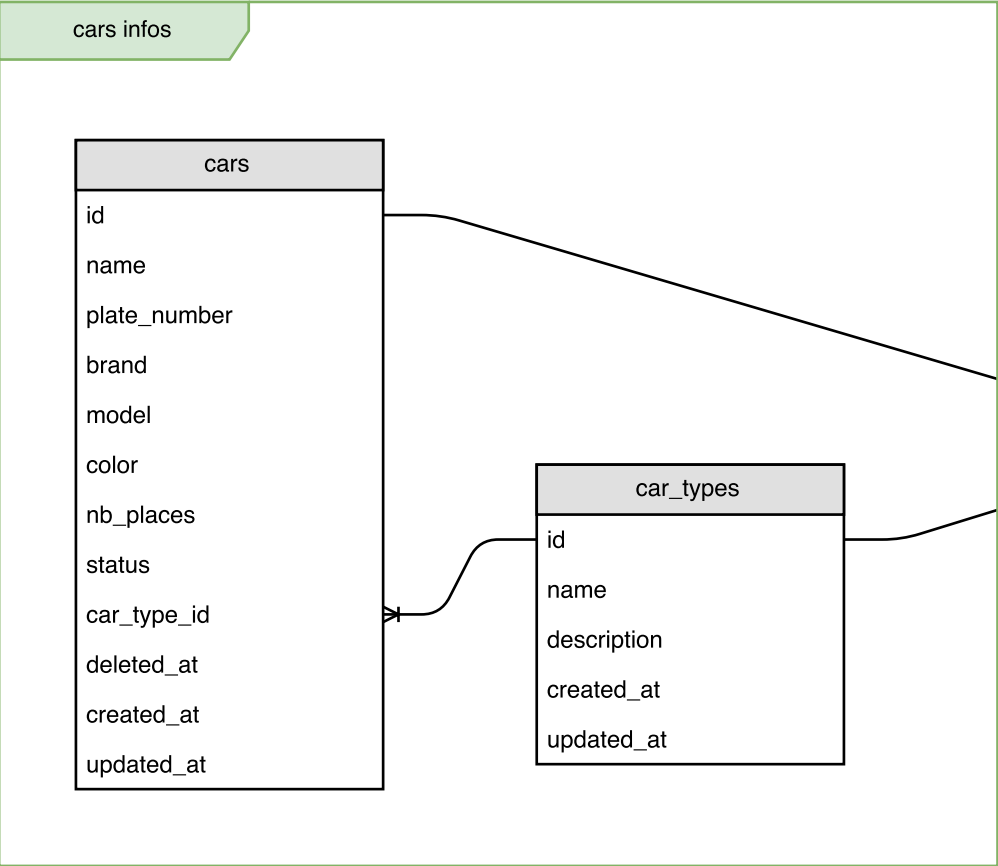 cars infos
cars
id
name
plate_number
brand
model
color
nb_places
status
car_type_id
deleted_at
created_at
updated_at
car_types
id
name
description
created_at
updated_at